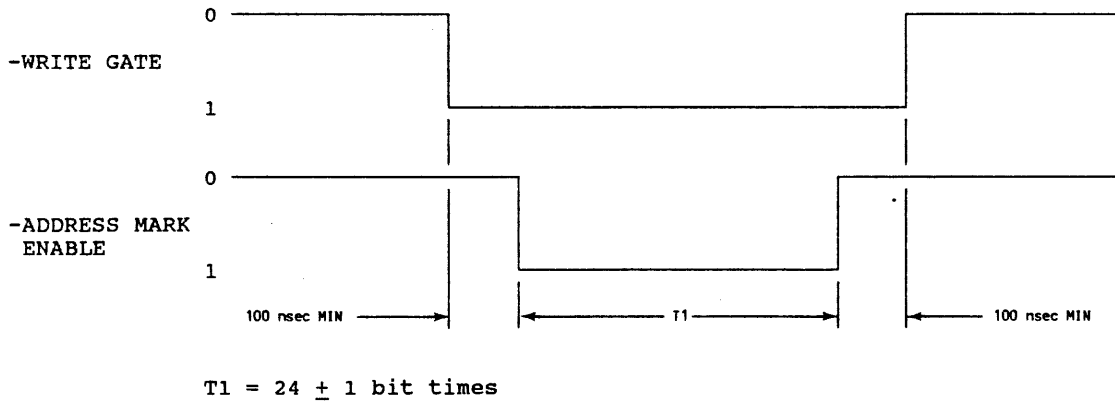 0
-WRITE GATE
1
0
-ADDRESS MARK
ENABLE
1
100 nsec MIN
T1
100 nsec MIN
T1 = 24 ± 1 bit times